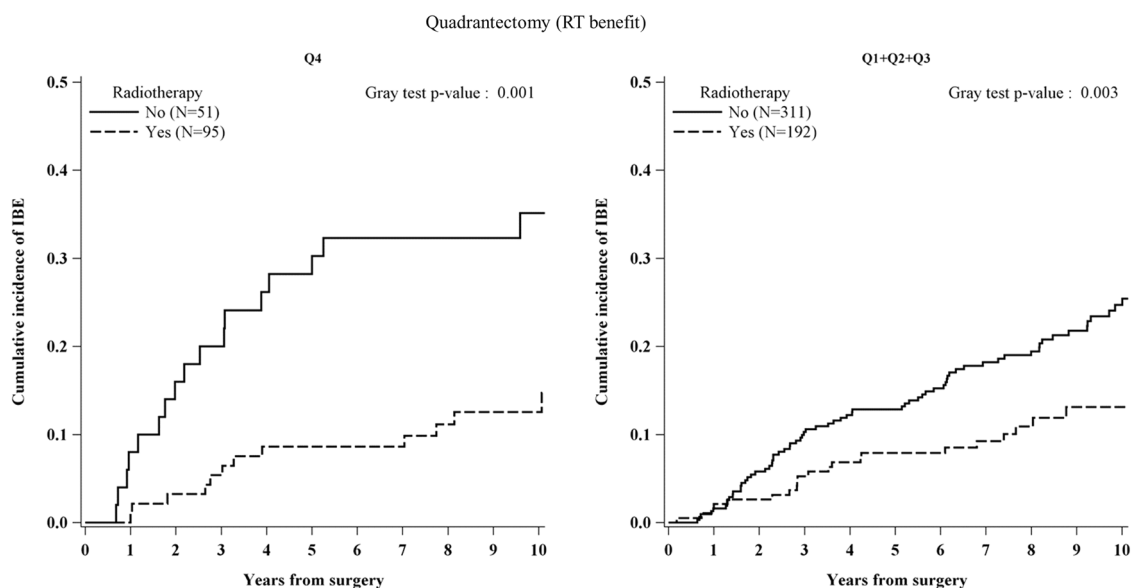 Quadrantectomy (RT benefit)
Q4
Radiotherapy
No (N=51)
Yes (N=95)
Gray test p-value : 0.001
Cumulative incidence of IBE
0.5
0.4
0.3
0.2
0.1
0.0
0 1 2 3 4 5 6 7 8 9 10
Years from surgery
Q1+Q2+Q3
Radiotherapy
No (N=311)
Yes (N=192)
Gray test p-value : 0.003
Cumulative incidence of IBE
0.5
0.4
0.3
0.2
0.1
0.0
0 1 2 3 4 5 6 7 8 9 10
Years from surgery